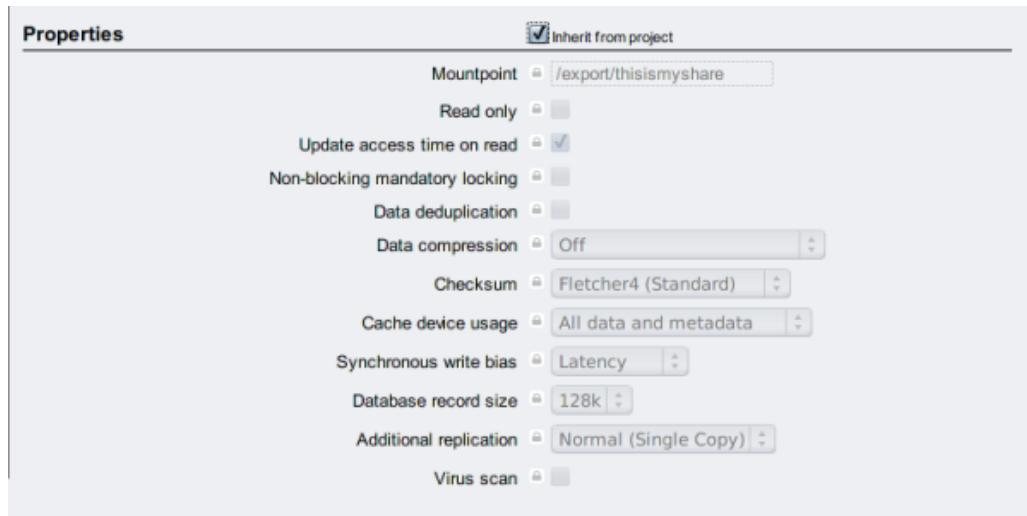 Properties Inherit from project
Mountpoint /export/thisismyshare
Read only
Update access time on read
Non-blocking mandatory locking
Data deduplication
Data compression Off
Checksum Fletcher4 (Standard)
Cache device usage All data and metadata
Synchronous write bias Latency
Database record size 128k
Additional replication Normal (Single Copy)
Virus scan